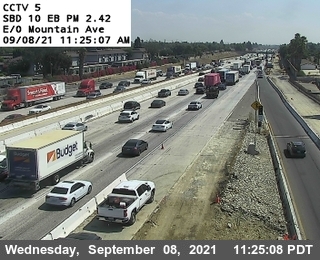 CCTV 5
SBD 10 EB PM 2.42
E/O Mountain Ave
09/08/21 11:25:07 AM
Budget
Wednesday, September 08, 2021 11:25:08 PDT